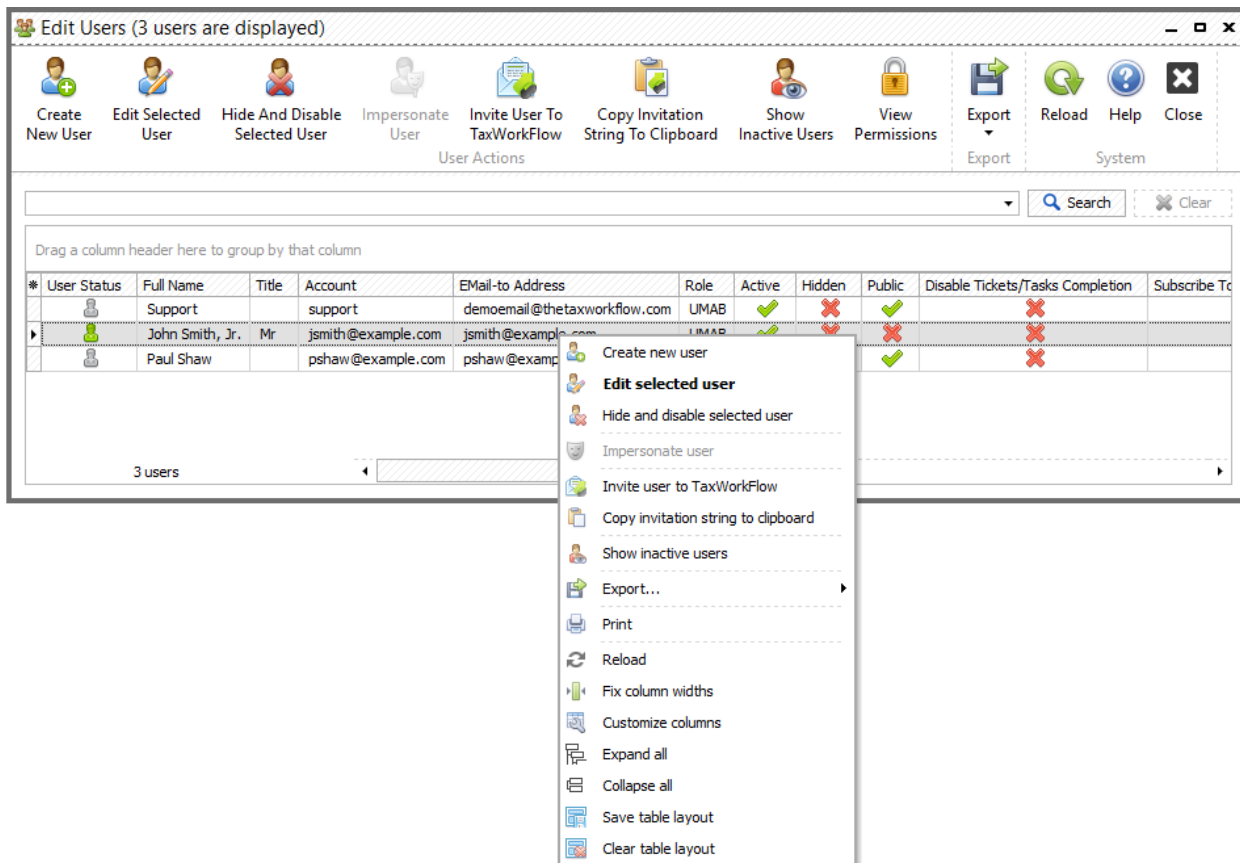 Edit Users (3 users are displayed)
Create New User
Edit Selected User
Hide And Disable Selected User
Impersonate User
Invite User To TaxWorkFlow
Copy Invitation String To Clipboard
Show Inactive Users
View Permissions
Export
Reload
Help
Close
User Actions
Export
System
Search
Clear
Drag a column header here to group by that column
User Status Full Name Title Account EMail-to Address Role Active Hidden Public Disable Tickets/Tasks Completion Subscribe To
Support support demoemail@thetaxworkflow.com UMAB
John Smith, Jr. Mr jsmith@example.com jsmith@example.com UMAB
Paul Shaw pshaw@example.com pshaw@examp
3 users
Create new user
Edit selected user
Hide and disable selected user
Impersonate user
Invite user to TaxWorkFlow
Copy invitation string to clipboard
Show inactive users
Export...
Print
Reload
Fix column widths
Customize columns
Expand all
Collapse all
Save table layout
Clear table layout